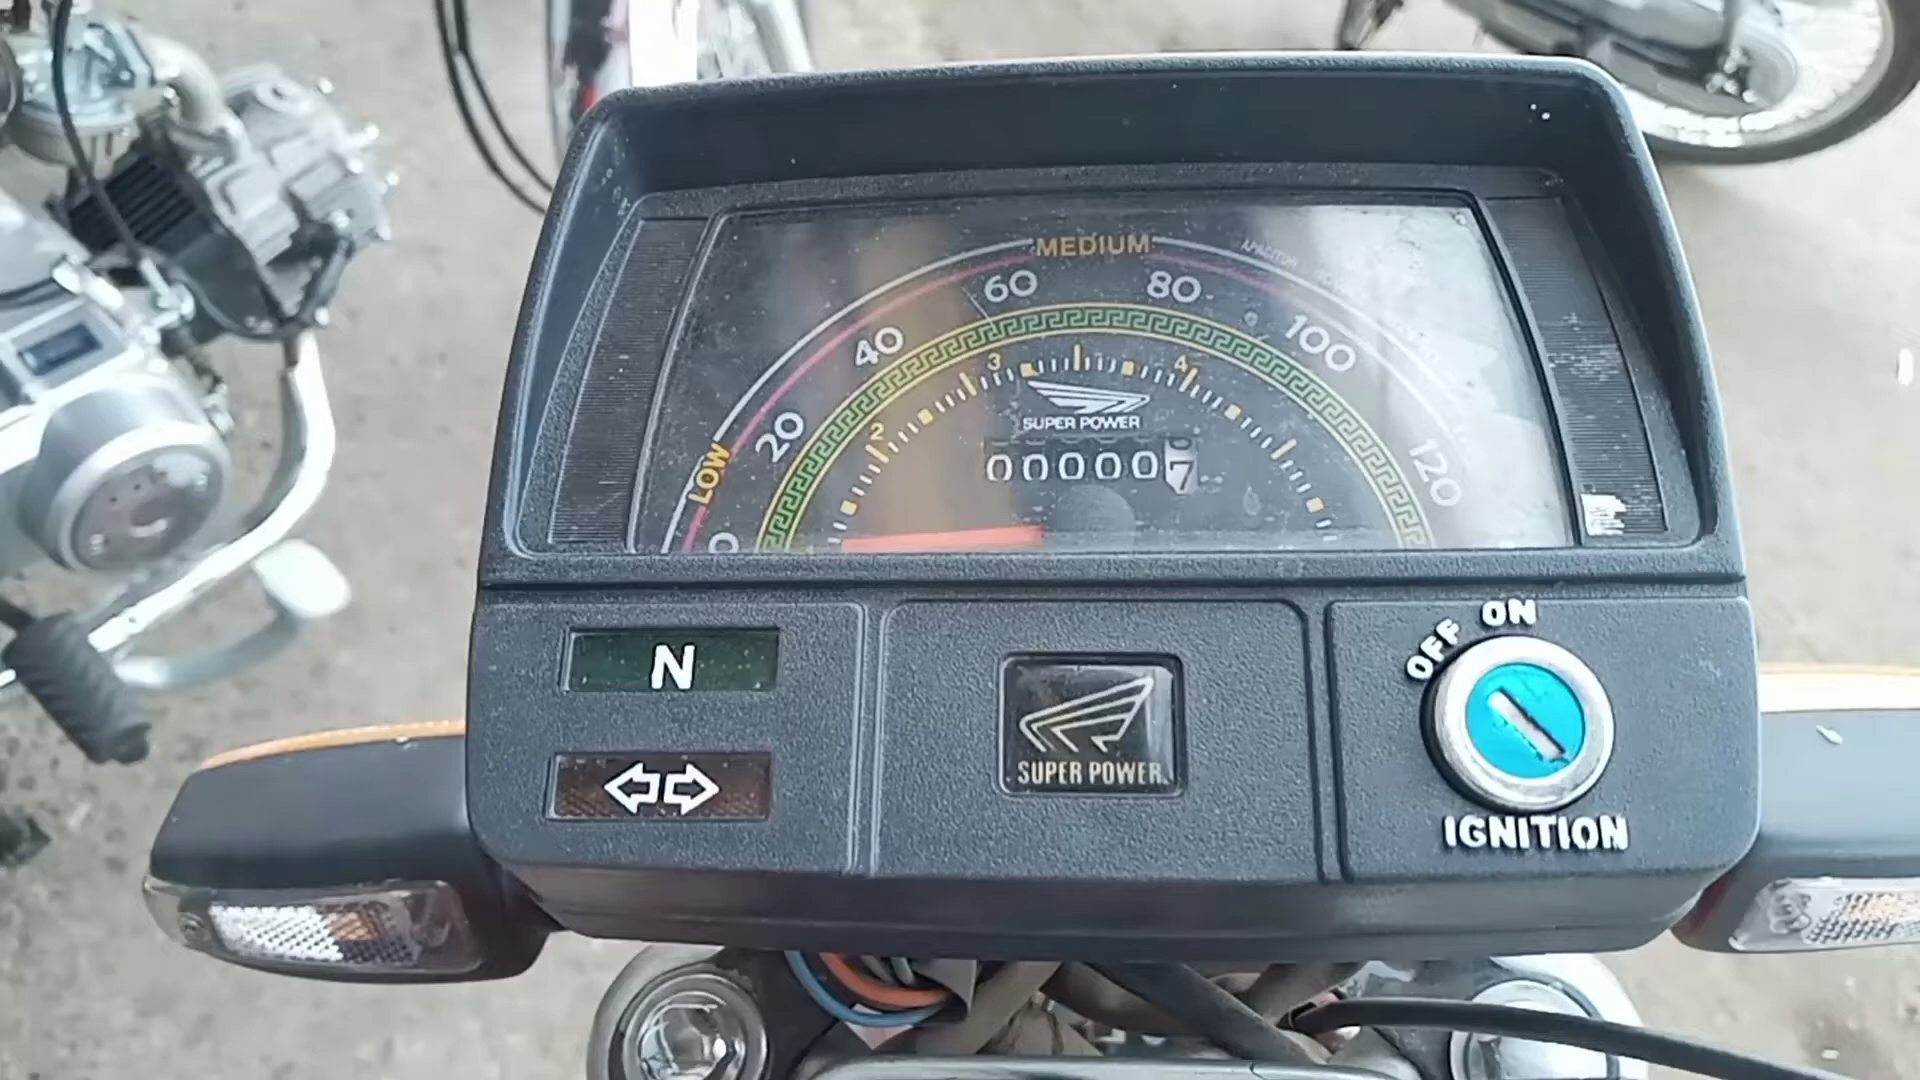 MEDIUM
60 80
40 100
20 120
LOW
0
2 3 4
SUPER POWER
000007
N
SUPER POWER
OFF ON
IGNITION